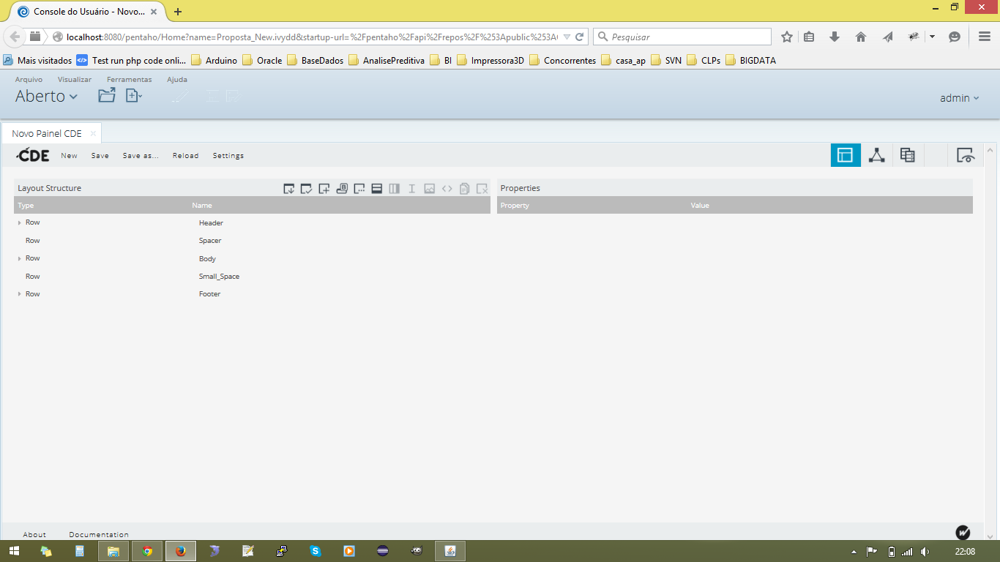 Console do Usuário - Novo...
localhost:8080/pentaho/Home?name=Proposta_New.ivydd&startup-url=%2Fpentaho%2Fapi%2Frepos%2F%253Apublic%253A(
Pesquisar
Mais visitados Test run php code onli... Arduino Oracle BaseDados AnalisePreditiva BI Impressora3D Concorrentes casa_ap SVN CLPs BIGDATA
Arquivo Visualizar Ferramentas Ajuda
Aberto
admin
Novo Painel CDE
CDE New Save Save as... Reload Settings
Layout Structure
Properties
Type Name
Property Value
Row Header
Row Spacer
Row Body
Row Small_Space
Row Footer
About Documentation
22:08